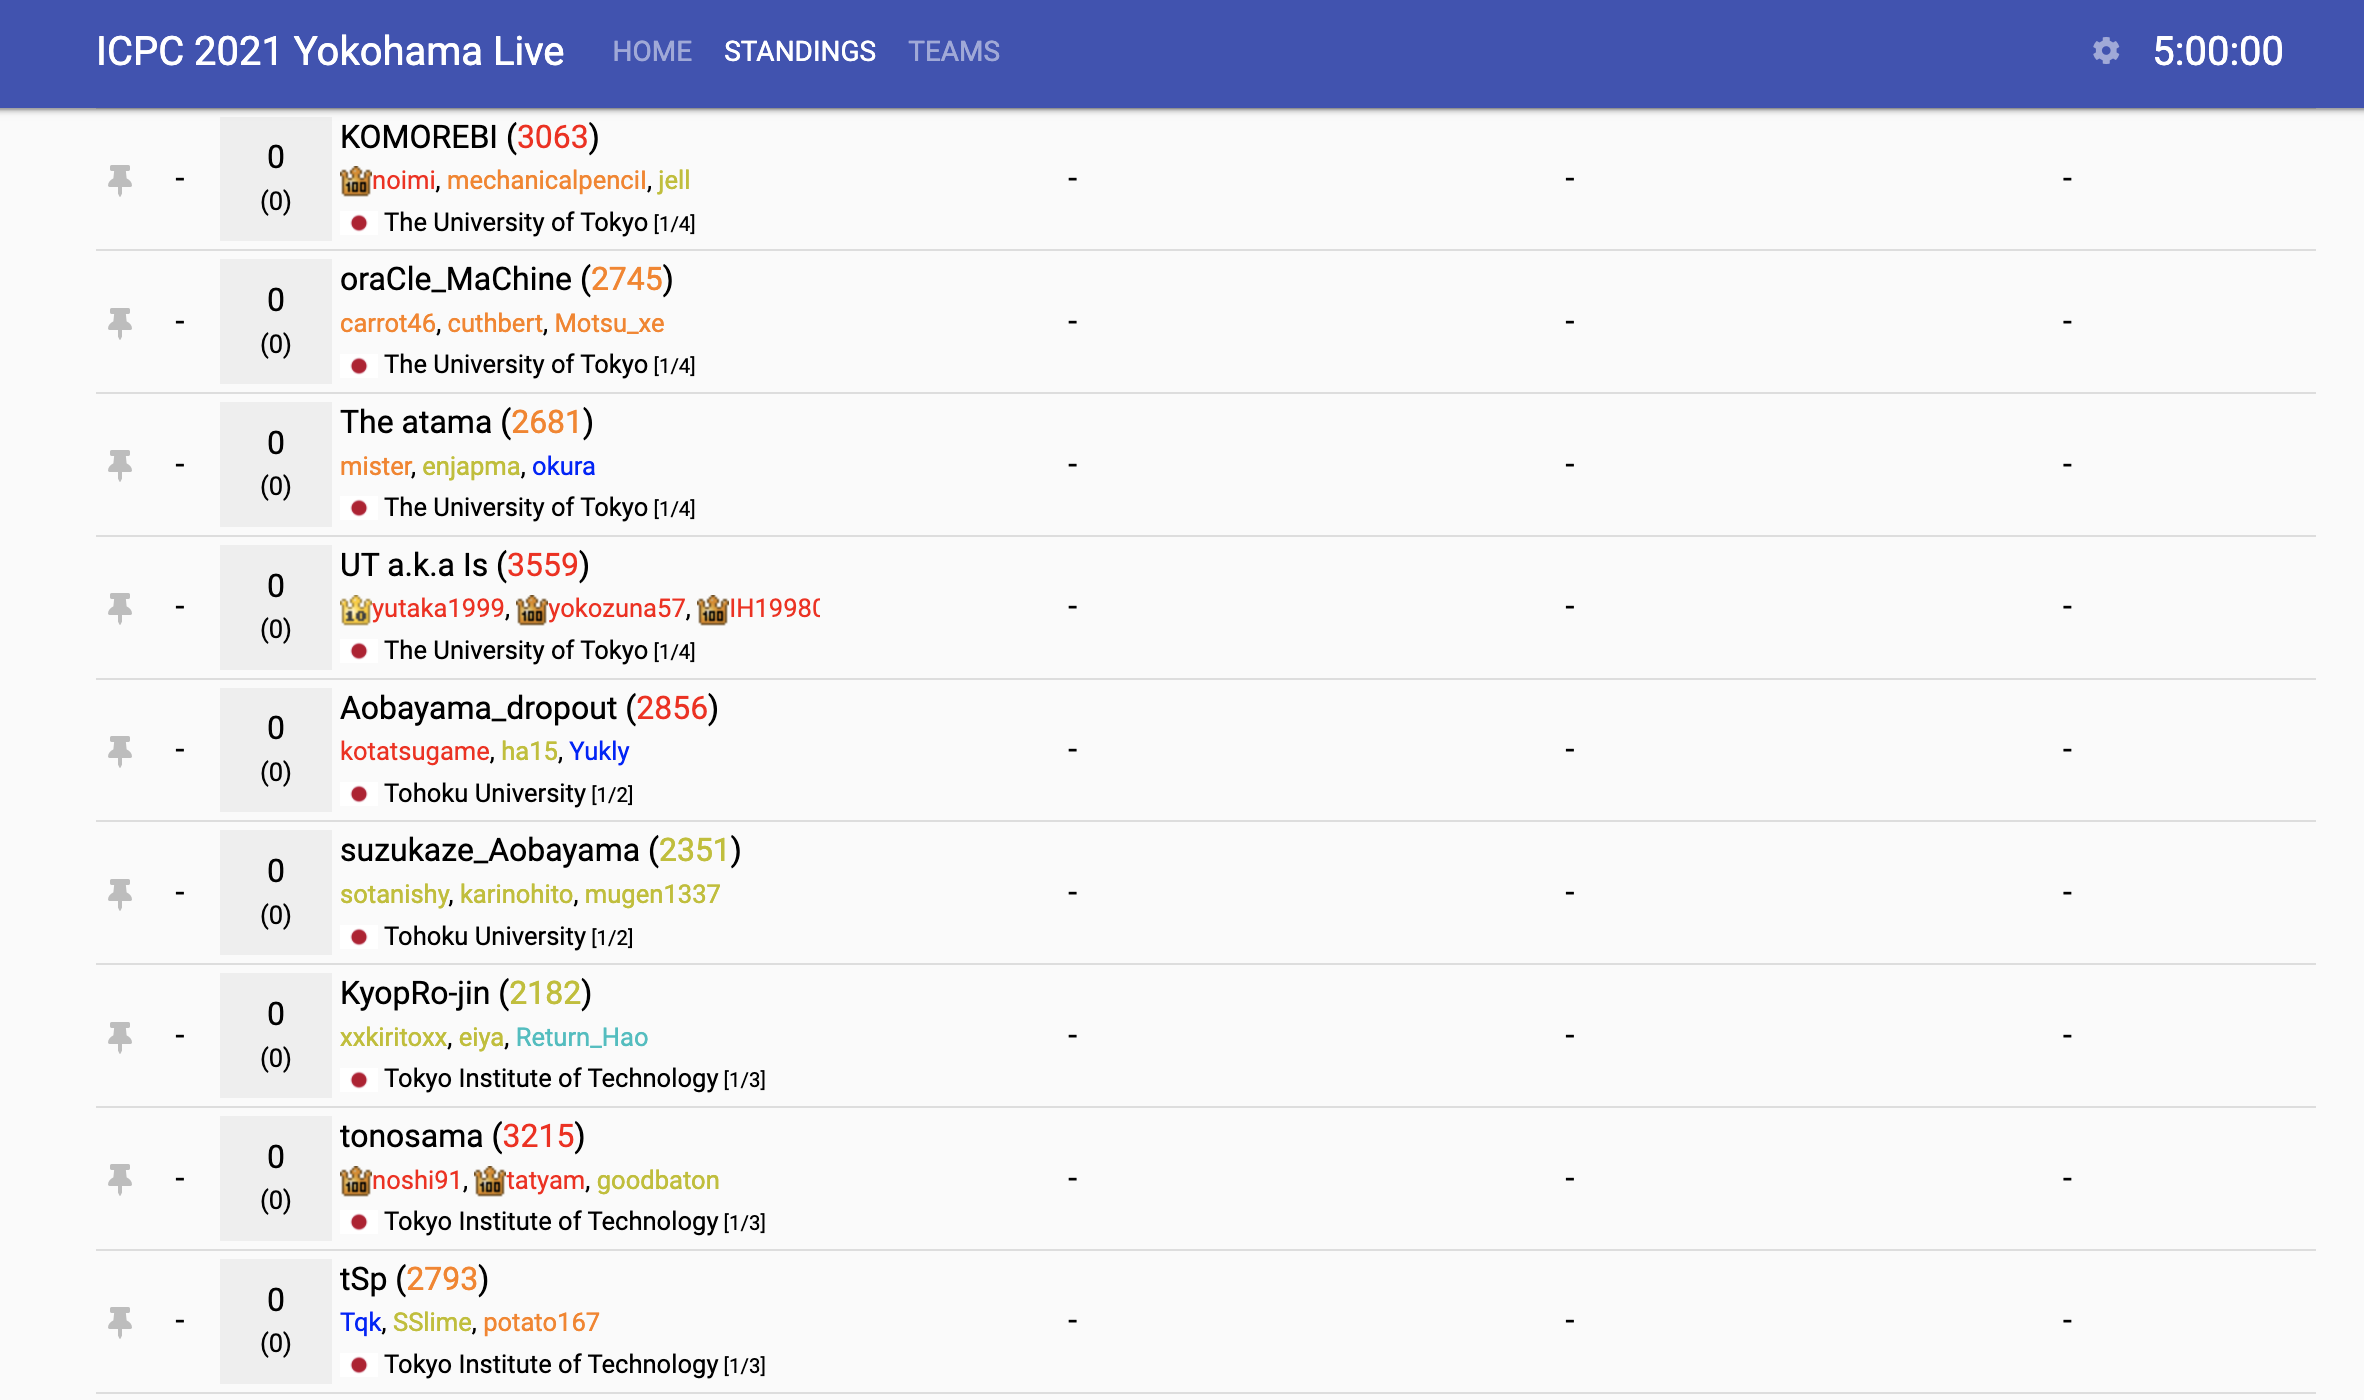 ICPC 2021 Yokohama Live HOME STANDINGS TEAMS 5:00:00
KOMOREBI (3063)
- 0 (0) - - -
100 noimi, mechanicalpencil, jell
The University of Tokyo [1/4]
oraCle_MaChine (2745)
- 0 (0) - - -
carrot46, cuthbert, Motsu_xe
The University of Tokyo [1/4]
The atama (2681)
- 0 (0) - - -
mister, enjapma, okura
The University of Tokyo [1/4]
UT a.k.a Is (3559)
- 0 (0) - - -
10 yutaka1999, 100 yokozuna57, 100 IH1998
The University of Tokyo [1/4]
Aobayama_dropout (2856)
- 0 (0) - - -
kotatsugame, ha15, Yukly
Tohoku University [1/2]
suzukaze_Aobayama (2351)
- 0 (0) - - -
sotanishy, karinohito, mugen1337
Tohoku University [1/2]
KyopRo-jin (2182)
- 0 (0) - - -
xxkiritoxx, eiya, Return_Hao
Tokyo Institute of Technology [1/3]
tonosama (3215)
- 0 (0) - - -
100 noshi91, 100 tatyam, goodbaton
Tokyo Institute of Technology [1/3]
tSp (2793)
- 0 (0) - - -
Tqk, SSlime, potato167
Tokyo Institute of Technology [1/3]